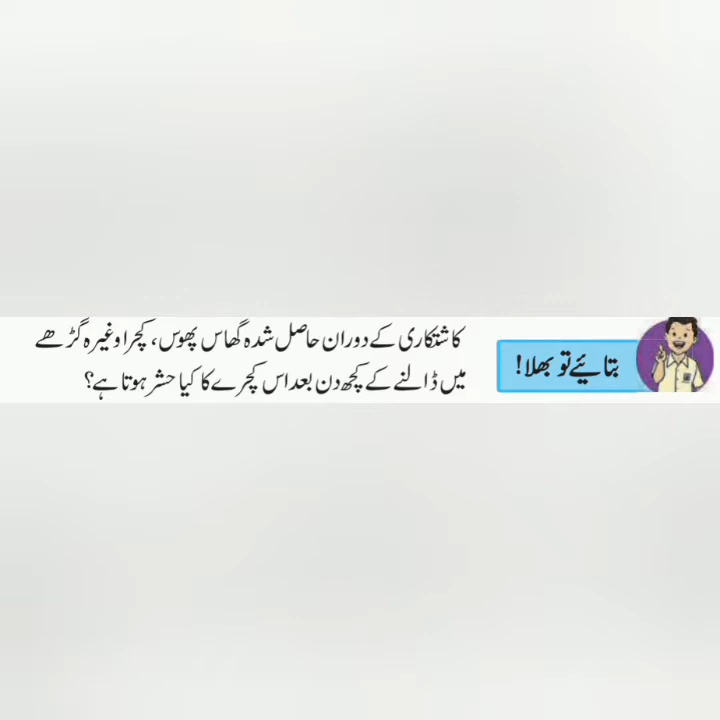 بتائیے تو بھلا!
کاشتکاری کے دوران حاصل شدہ گھاس پھوس، کچرا وغیرہ گڑھے
میں ڈالنے کے کچھ دن بعد اس کچرے کا کیا حشر ہوتا ہے؟